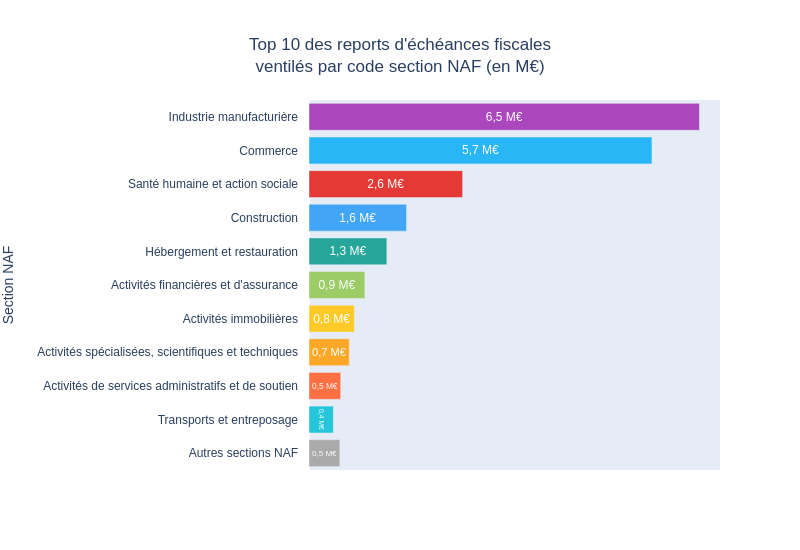 Top 10 des reports d'échéances fiscales
ventilés par code section NAF (en M€)
Section NAF
Industrie manufacturière 6,5 M€
Commerce 5,7 M€
Santé humaine et action sociale 2,6 M€
Construction 1,6 M€
Hébergement et restauration 1,3 M€
Activités financières et d'assurance 0,9 M€
Activités immobilières 0,8 M€
Activités spécialisées, scientifiques et techniques 0,7 M€
Activités de services administratifs et de soutien 0,5 M€
Transports et entreposage 0,4 M€
Autres sections NAF 0,5 M€